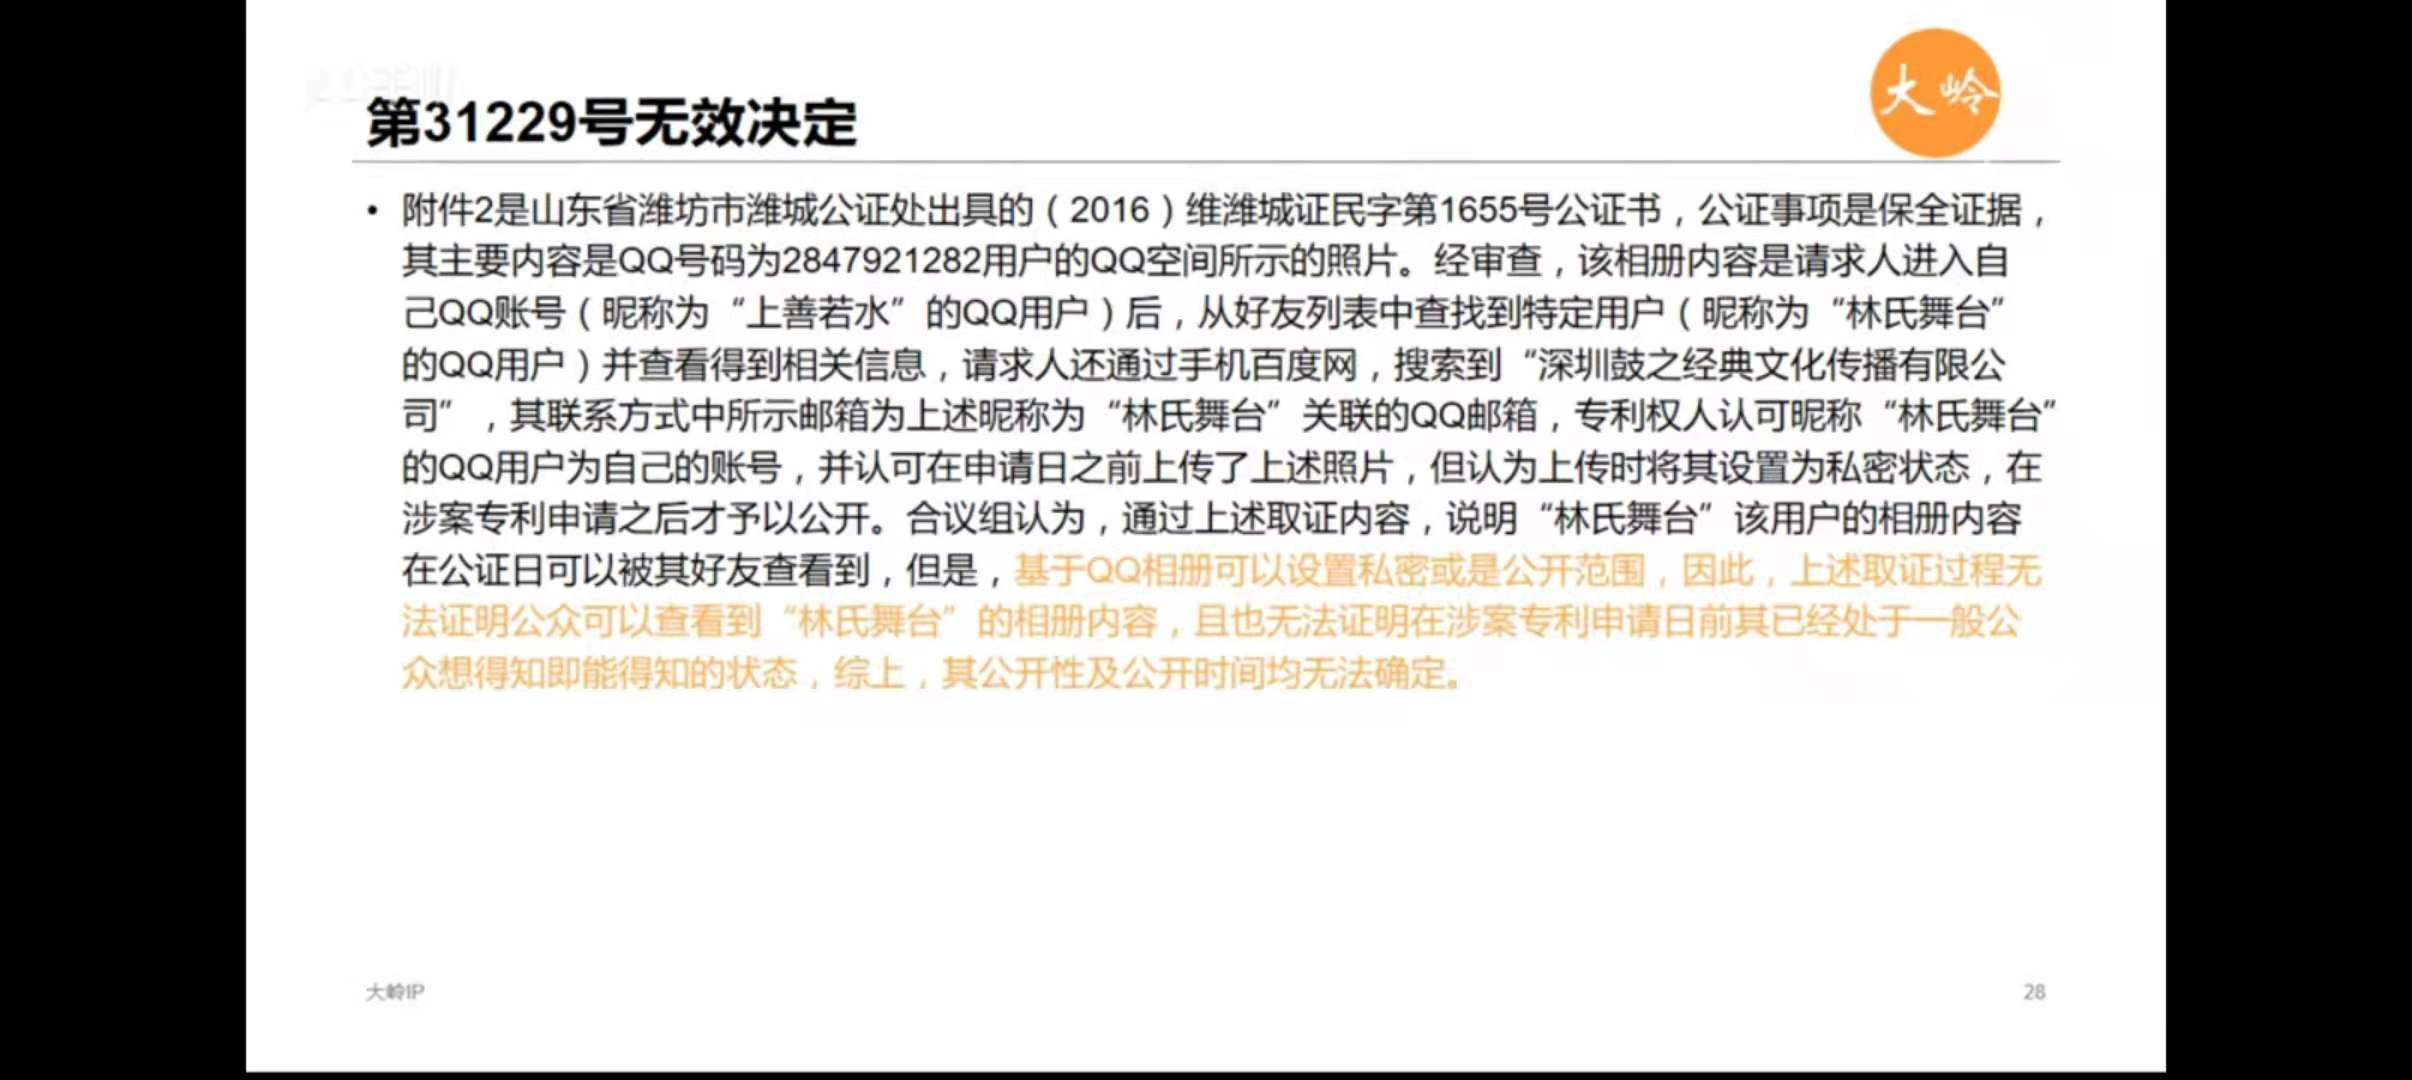 大岭
第31229号无效决定
• 附件2是山东省潍坊市潍城公证处出具的（2016）维潍城证民字第1655号公证书，公证事项是保全证据，
其主要内容是QQ号码为2847921282用户的QQ空间所示的照片。经审查，该相册内容是请求人进入自
己QQ账号（昵称为“上善若水”的QQ用户）后，从好友列表中查找到特定用户（昵称为“林氏舞台”
的QQ用户）并查看得到相关信息，请求人还通过手机百度网，搜索到“深圳鼓之经典文化传播有限公
司”，其联系方式中所示邮箱为上述昵称为“林氏舞台”关联的QQ邮箱，专利权人认可昵称“林氏舞台”
的QQ用户为自己的账号，并认可在申请日之前上传了上述照片，但认为上传时将其设置为私密状态，在
涉案专利申请之后才予以公开。合议组认为，通过上述取证内容，说明“林氏舞台”该用户的相册内容
在公证日可以被其好友查看到，但是，基于QQ相册可以设置私密或是公开范围，因此，上述取证过程无
法证明公众可以查看到“林氏舞台”的相册内容，且也无法证明在涉案专利申请日前其已经处于一般公
众想得知即能得知的状态，综上，其公开性及公开时间均无法确定。
大岭IP
28